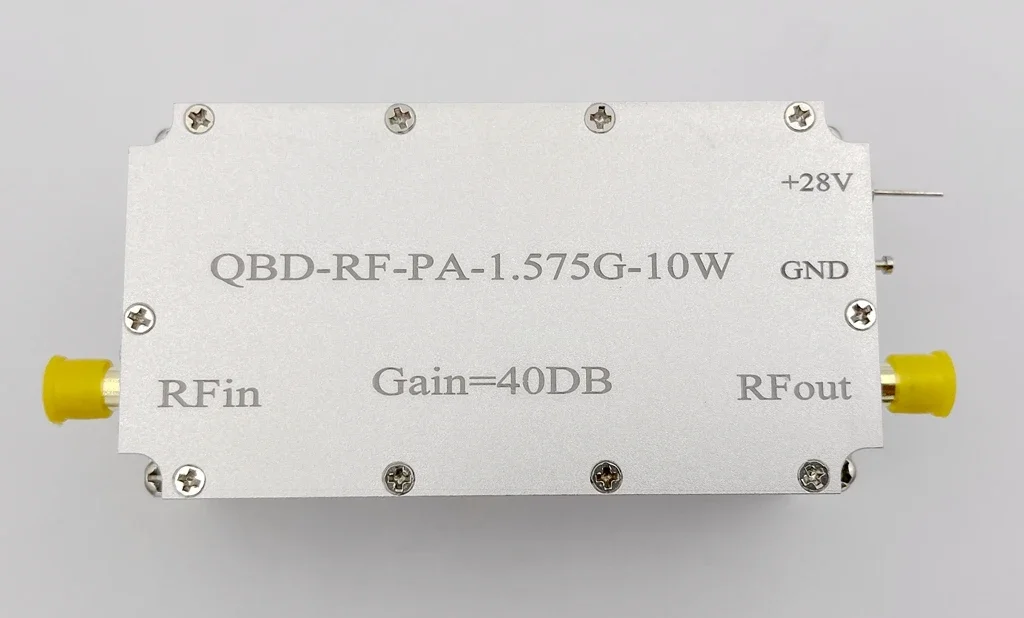 +28V
QBD-RF-PA-1.575G-10W
GND
RFin
Gain=40DB
RFout